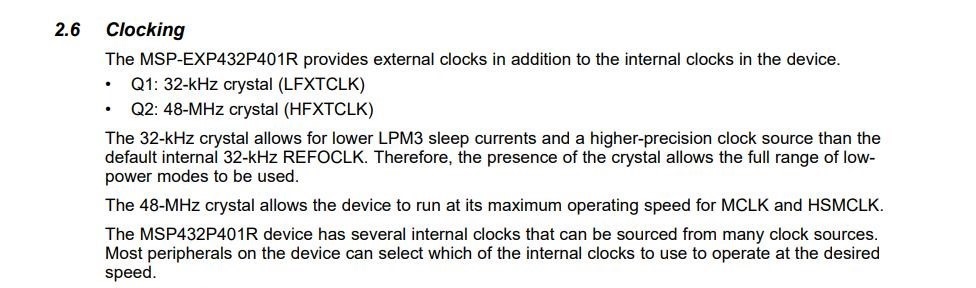 2.6 Clocking
The MSP-EXP432P401R provides external clocks in addition to the internal clocks in the device.
• Q1: 32-kHz crystal (LFXTCLK)
• Q2: 48-MHz crystal (HFXTCLK)
The 32-kHz crystal allows for lower LPM3 sleep currents and a higher-precision clock source than the
default internal 32-kHz REFOCLK. Therefore, the presence of the crystal allows the full range of low-
power modes to be used.
The 48-MHz crystal allows the device to run at its maximum operating speed for MCLK and HSMCLK.
The MSP432P401R device has several internal clocks that can be sourced from many clock sources.
Most peripherals on the device can select which of the internal clocks to use to operate at the desired
speed.